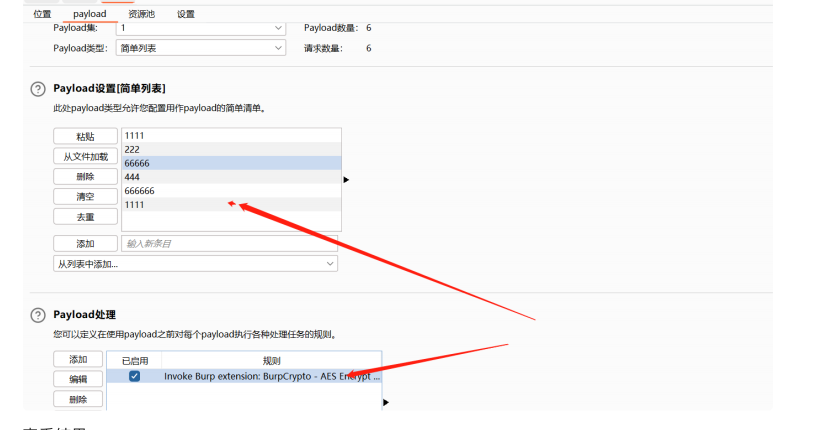 位置 payload 资源池 设置
Payload集: 1 Payload数量: 6
Payload类型: 简单列表 请求数量: 6
Payload设置[简单列表]
此处payload类型允许您配置用作payload的简单清单。
粘贴 1111
从文件加载 222
66666
删除 444
清空 666666
1111
去重
添加 输入新条目
从列表中添加...
Payload处理
您可以定义在使用payload之前对每个payload执行各种处理任务的规则。
添加 已启用 规则
编辑 Invoke Burp extension: BurpCrypto - AES Encrypt ...
删除